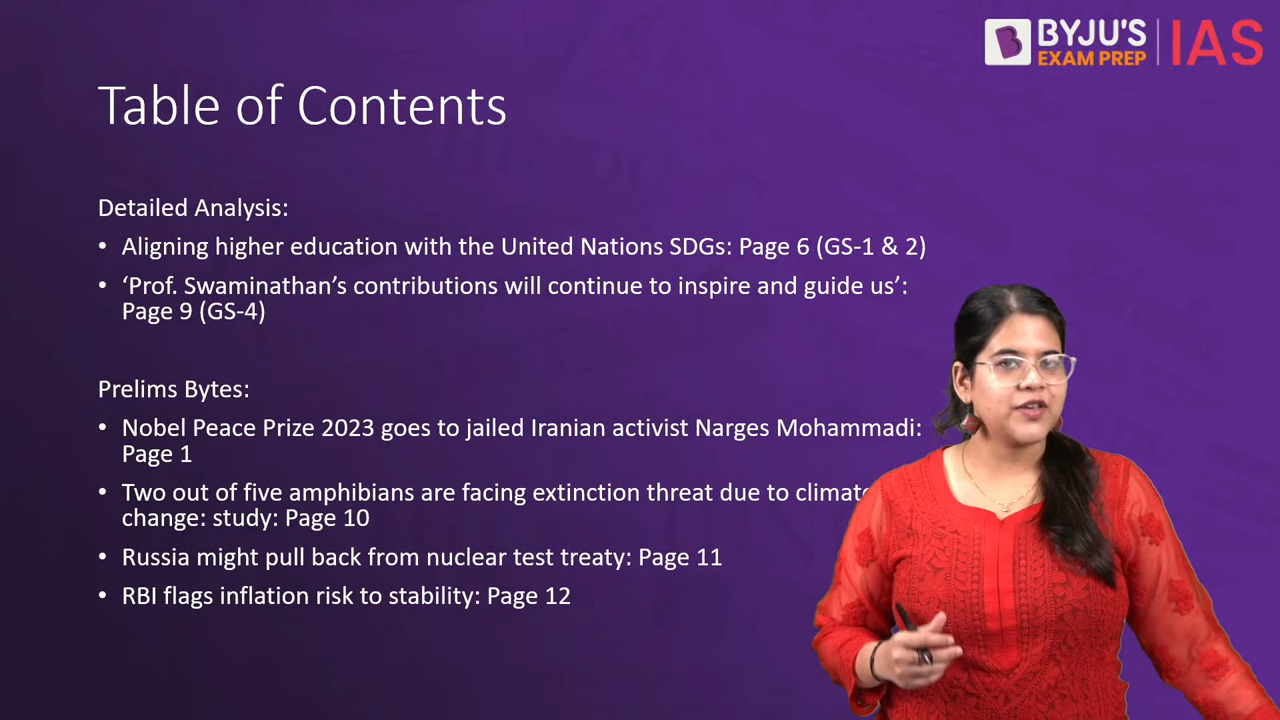 BYJU'S
EXAM PREP
IAS
Table of Contents
Detailed Analysis:
• Aligning higher education with the United Nations SDGs: Page 6 (GS-1 & 2)
• ‘Prof. Swaminathan’s contributions will continue to inspire and guide us’:
Page 9 (GS-4)
Prelims Bytes:
• Nobel Peace Prize 2023 goes to jailed Iranian activist Narges Mohammadi:
Page 1
• Two out of five amphibians are facing extinction threat due to climate
change: study: Page 10
• Russia might pull back from nuclear test treaty: Page 11
• RBI flags inflation risk to stability: Page 12